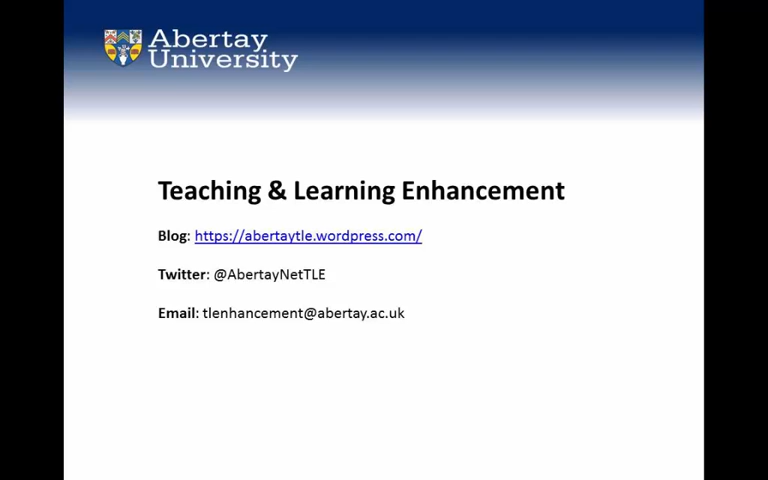 Abertay
University
Teaching & Learning Enhancement
Blog: https://abertaytle.wordpress.com/
Twitter: @AbertayNetTLE
Email: tlenhancement@abertay.ac.uk